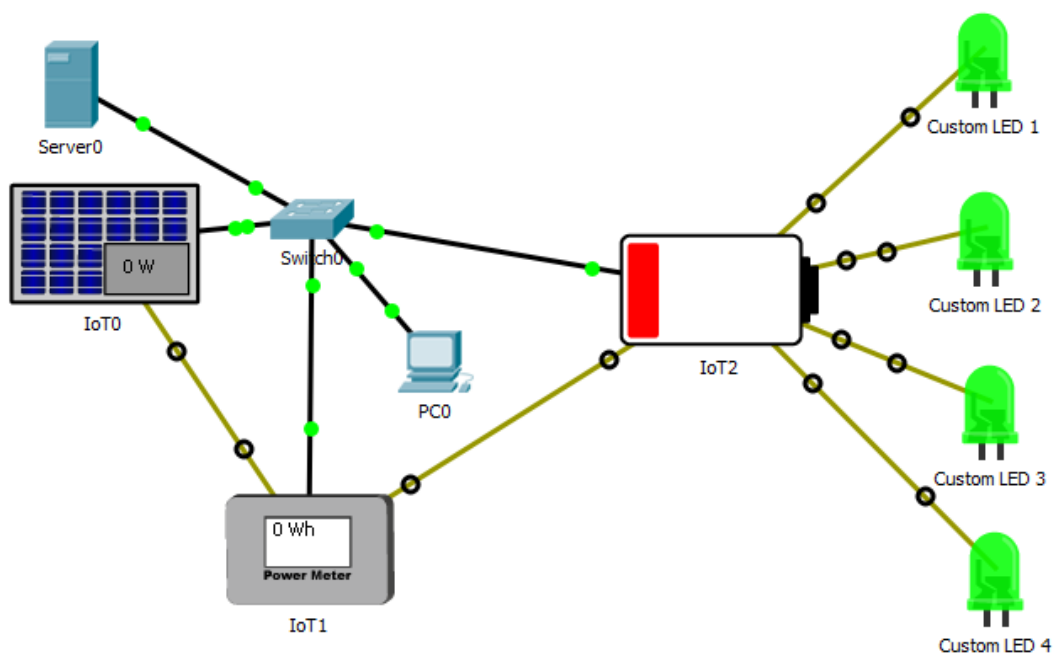 Server0
Custom LED 1
Switch0
0 W
IoT0
Custom LED 2
IoT2
PC0
Custom LED 3
0 Wh
Power Meter
IoT1
Custom LED 4